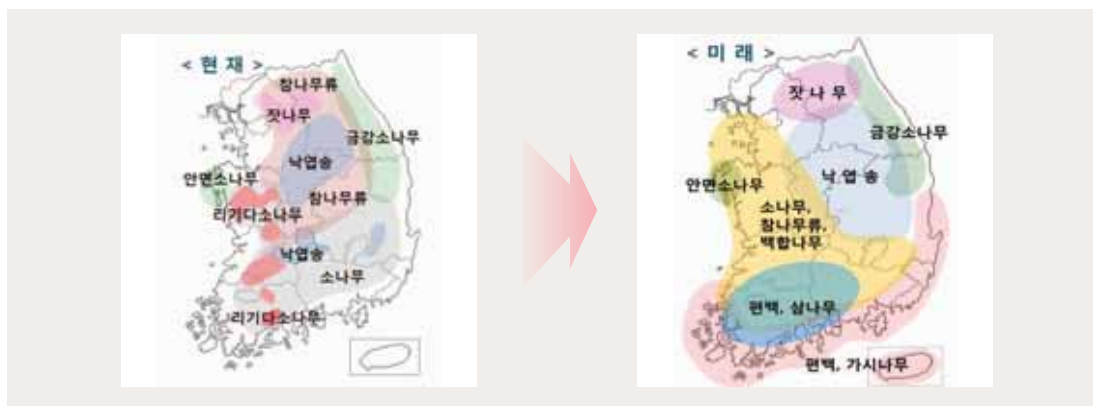 < 현 재 >
참나무류
잣나무
금강소나무
낙엽송
안면소나무
참나무류
리기다소나무
낙엽송
소나무
리기다소나무
< 미 래 >
잣 나 무
금강소나무
안면소나무
낙 엽 송
소나무,
참나무류,
백합나무
편백, 삼나무
편백, 가시나무